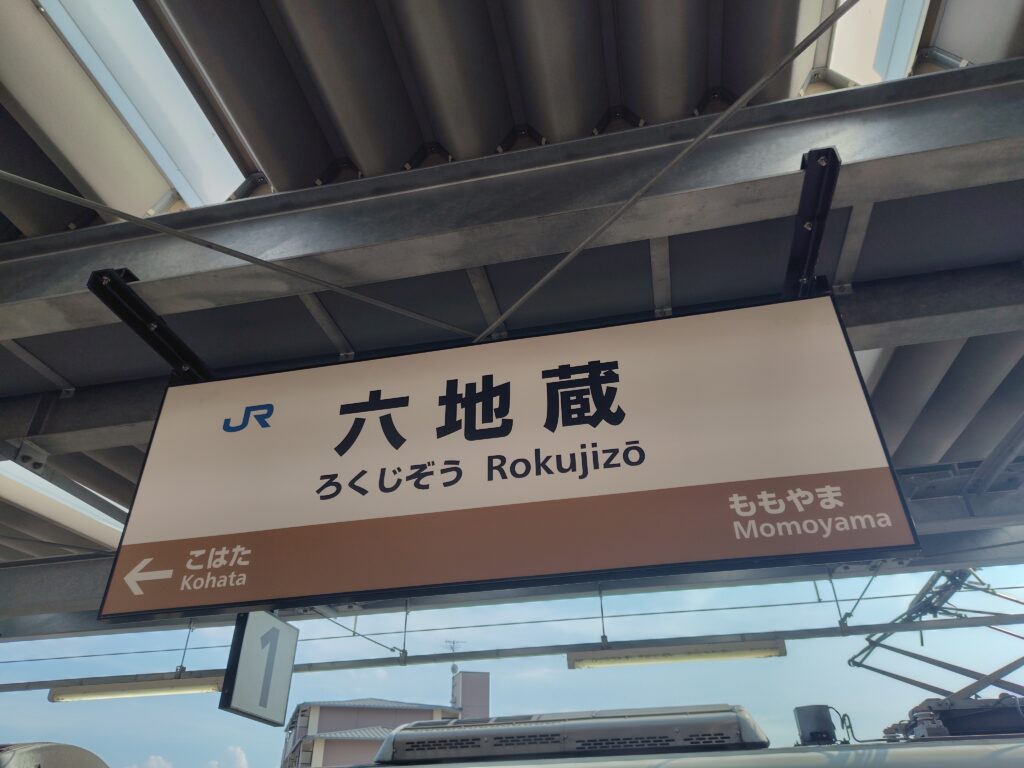 JR 六地蔵
ろくじぞう Rokujizō
ももやま
Momoyama
← こはた
Kohata
1